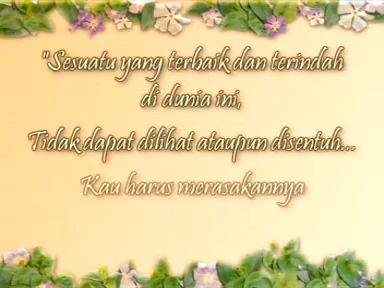 "Sesuatu yang terbaik dan terindah
di dunia ini,
Tidak dapat dilihat ataupun disentuh...
Kau harus merasakannya